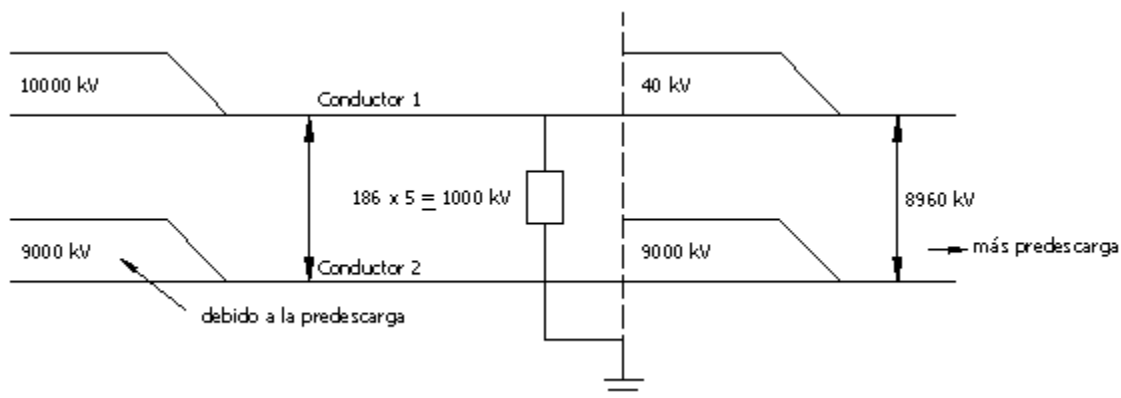 10000 kV
Conductor 1
40 kV
186 x 5 = 1000 kV
8960 kV
9000 kV
Conductor 2
9000 kV
más predescarga
debido a la predescarga